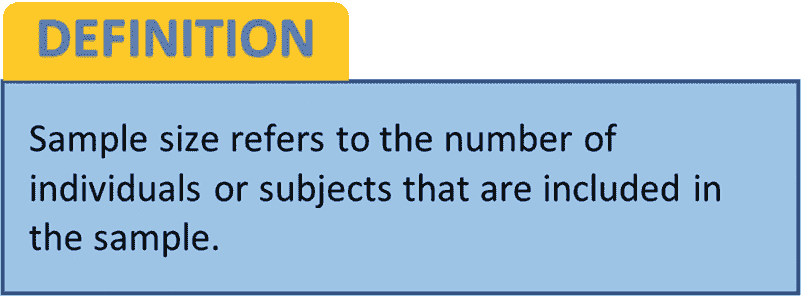 DEFINITION
Sample size refers to the number of
individuals or subjects that are included in
the sample.